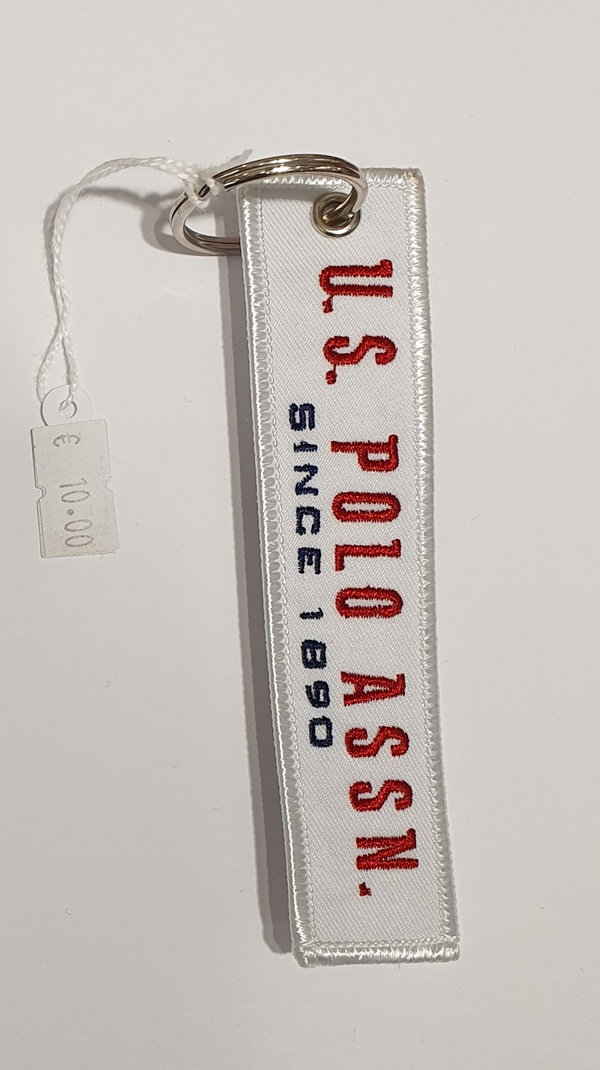 U.S. POLO ASSN.
SINCE 1890
€ 10.00